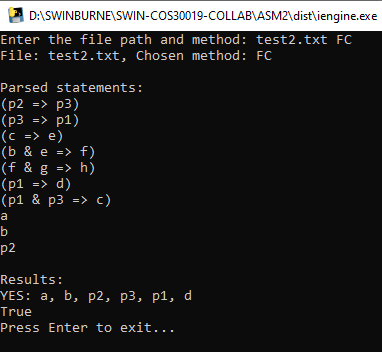 D:\SWINBURNE\SWIN-COS30019-COLLAB\ASM2\dist\iengine.exe
Enter the file path and method: test2.txt FC
File: test2.txt, Chosen method: FC
Parsed statements:
(p2 => p3)
(p3 => p1)
(c => e)
(b & e => f)
(f & g => h)
(p1 => d)
(p1 & p3 => c)
a
b
p2
Results:
YES: a, b, p2, p3, p1, d
True
Press Enter to exit...